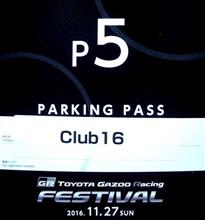 P5
PARKING PASS
Club16
GR TOYOTA GAZOO Racing
FESTIVAL
2016. 11.27 SUN